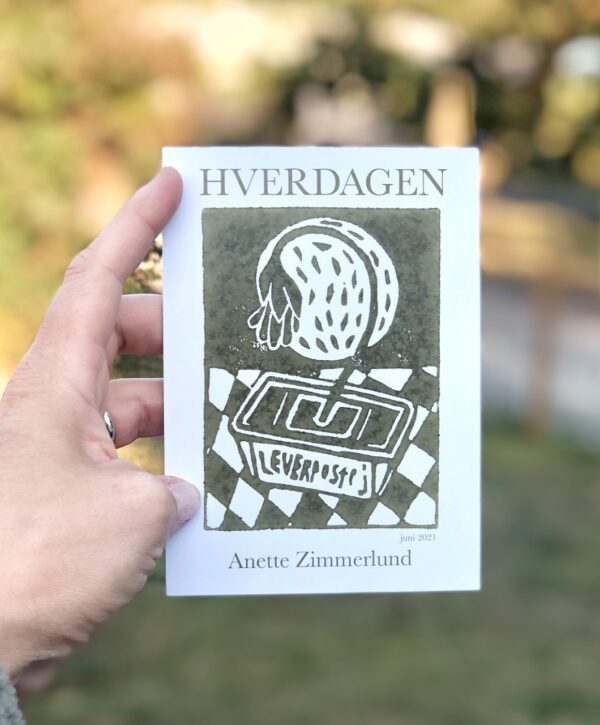 HVERDAGEN
LEVERPOSTEJ
juni 2021
Anette Zimmerlund